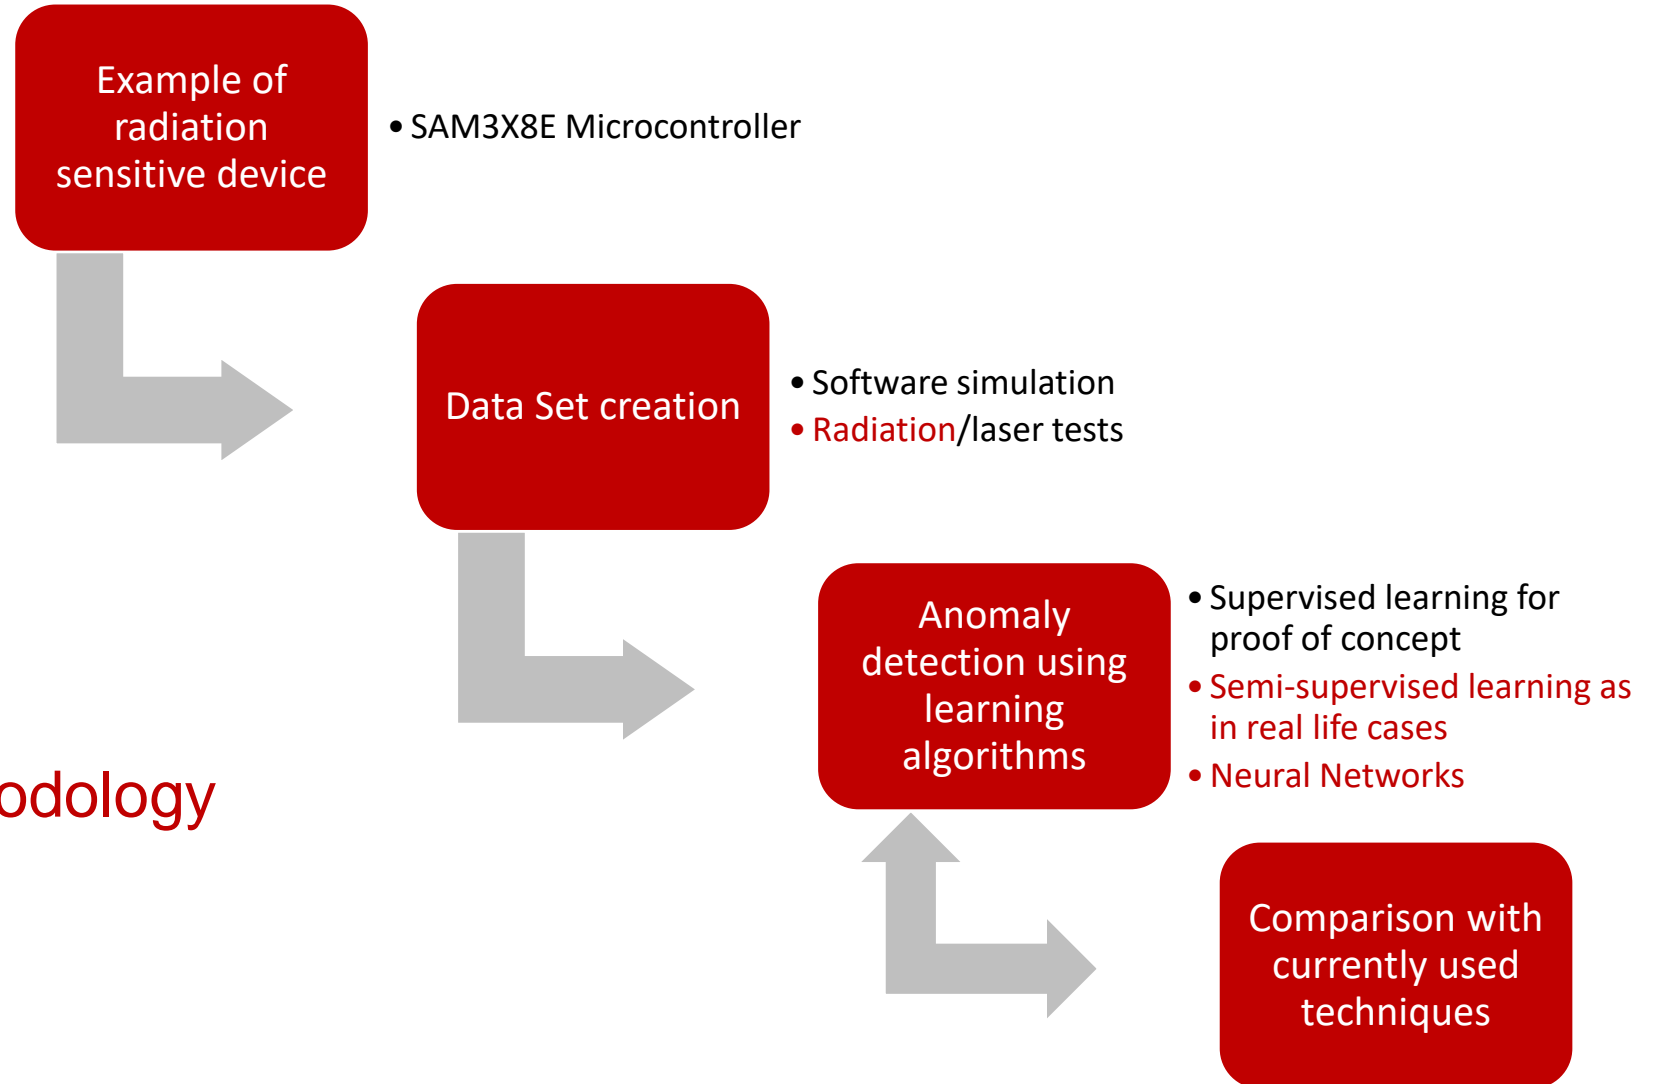 Example of
radiation
sensitive device
• SAM3X8E Microcontroller
Data Set creation
• Software simulation
• Radiation/laser tests
Anomaly
detection using
learning
algorithms
• Supervised learning for
proof of concept
• Semi-supervised learning as
in real life cases
• Neural Networks
odology
Comparison with
currently used
techniques